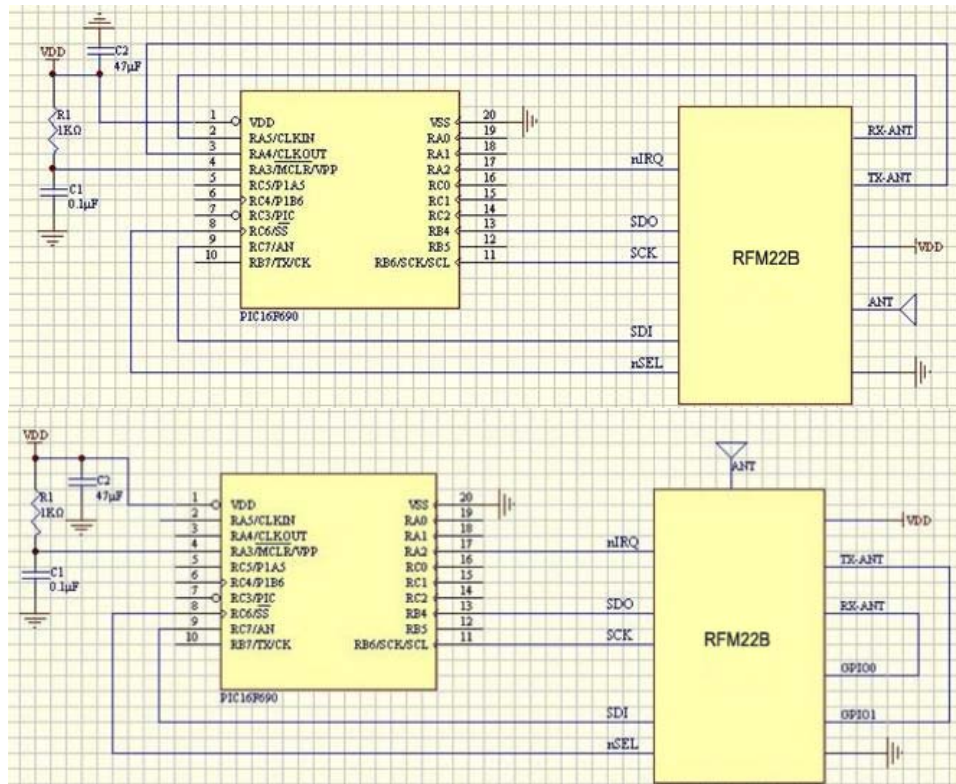 C2
47µF
VDD
R1
1KΩ
C1
0.1µF
1 VDD VSS 20
2 RA5/CLKIN RA0 19
3 RA4/CLKOUT RA1 18
4 RA3/MCLR/VPP RA2 17
5 RC5/P1A5 RC0 16
6 RC4/P1B6 RC1 15
7 RC3/PIC RC2 14
8 RC6/SS RB4 13
9 RC7/AN RB5 12
10 RB7/TX/CK RB6/SCK/SCL 11
PIC16F690
nIRQ
SDO
SCK
SDI
nSEL
RFM22B
RX-ANT
TX-ANT
VDD
ANT
VDD
C2
47µF
R1
1KΩ
C1
0.1µF
1 VDD VSS 20
2 RA5/CLKIN RA0 19
3 RA4/CLKOUT RA1 18
4 RA3/MCLR/VPP RA2 17
5 RC5/P1A5 RC0 16
6 RC4/P1B6 RC1 15
7 RC3/PIC RC2 14
8 RC6/SS RB4 13
9 RC7/AN RB5 12
10 RB7/TX/CK RB6/SCK/SCL 11
PIC16F690
nIRQ
SDO
SCK
SDI
nSEL
ANT
RFM22B
VDD
TX-ANT
RX-ANT
GPIO0
GPIO1